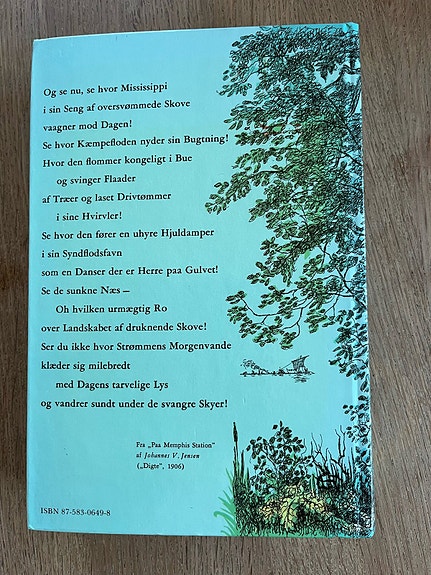 Og se nu, se hvor Mississippi
i sin Seng af oversvømmede Skove
vaagner mod Dagen!
Se hvor Kæmpefloden nyder sin Bugtning!
Hvor den flommer kongeligt i Bue
og svinger Flaader
af Træer og laset Drivtømmer
i sine Hvirvler!
Se hvor den fører en uhyre Hjuldamper
i sin Syndflodsfavn
som en Danser der er Herre paa Gulvet!
Se de sunkne Næs —
Oh hvilken urmægtig Ro
over Landskabet af druknende Skove!
Ser du ikke hvor Strømmens Morgenvande
klæder sig milebredt
med Dagens tarvelige Lys
og vandrer sundt under de svangre Skyer!
Fra „Paa Memphis Station"
af Johannes V. Jensen
(„Digte", 1906)
ISBN 87-583-0649-8